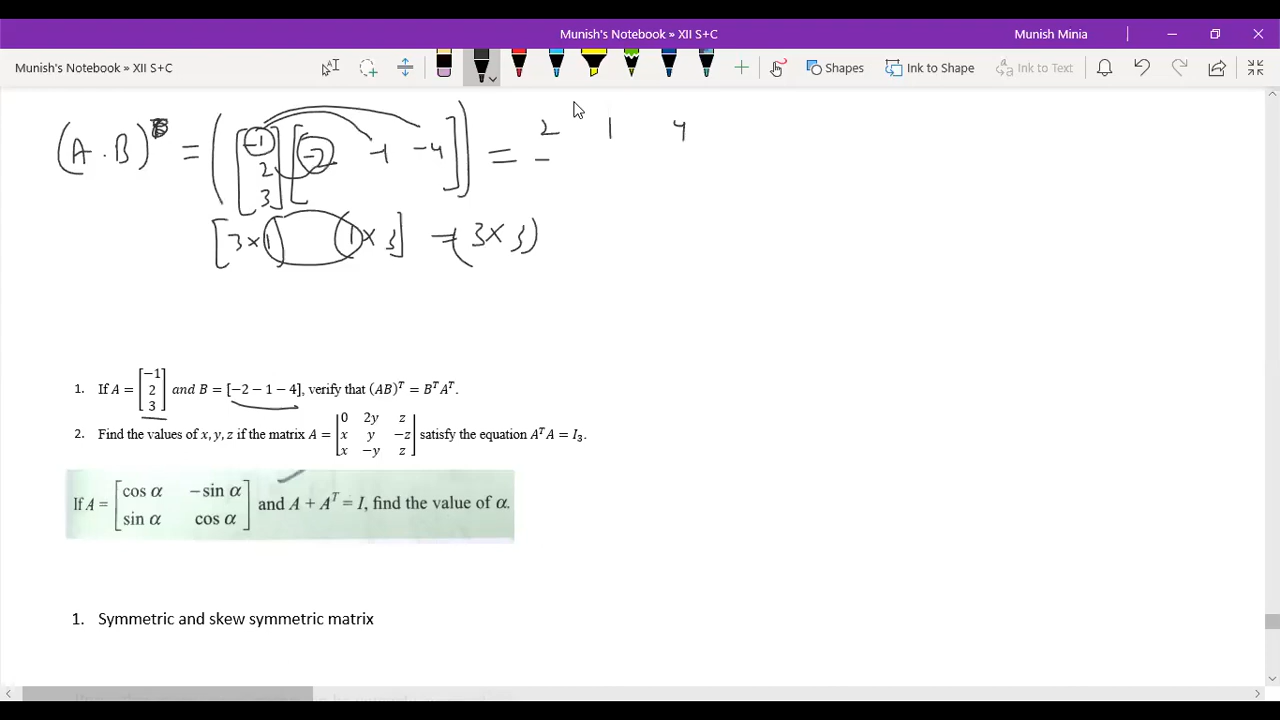 Munish's Notebook » XII S+C
Munish Minia
Munish's Notebook » XII S+C
Shapes
Ink to Shape
Ink to Text
(A . B) = ( [-1 2 3] [-2 -1 -4] ) = 2 1 4
-
[3×1 1×3] = (3×3)
1. If A = [−1 2 3] and B = [−2 − 1 − 4], verify that (AB)ᵀ = BᵀAᵀ.
2. Find the values of x, y, z if the matrix A = [0 2y z x y −z x −y z] satisfy the equation AᵀA = I₃.
If A = [cos α −sin α sin α cos α] and A + Aᵀ = I, find the value of α.
1. Symmetric and skew symmetric matrix